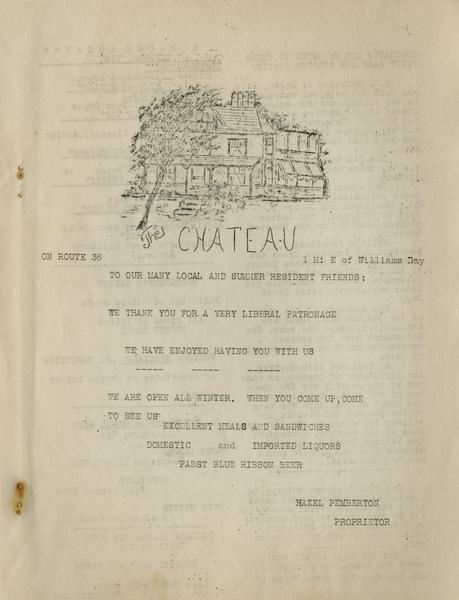 The CHATEAU
ON ROUTE 36 1 Mi E of Williams Bay
TO OUR MANY LOCAL AND SUMMER RESIDENT FRIENDS:
WE THANK YOU FOR A VERY LIBERAL PATRONAGE
WE HAVE ENJOYED HAVING YOU WITH US
----- ----- ------
WE ARE OPEN ALL WINTER. WHEN YOU COME UP, COME
TO SEE US
EXCELLENT MEALS AND SANDWICHES
DOMESTIC and IMPORTED LIQUORS
PABST BLUE RIBBON BEER
HAZEL PEMBERTON
PROPRIETOR